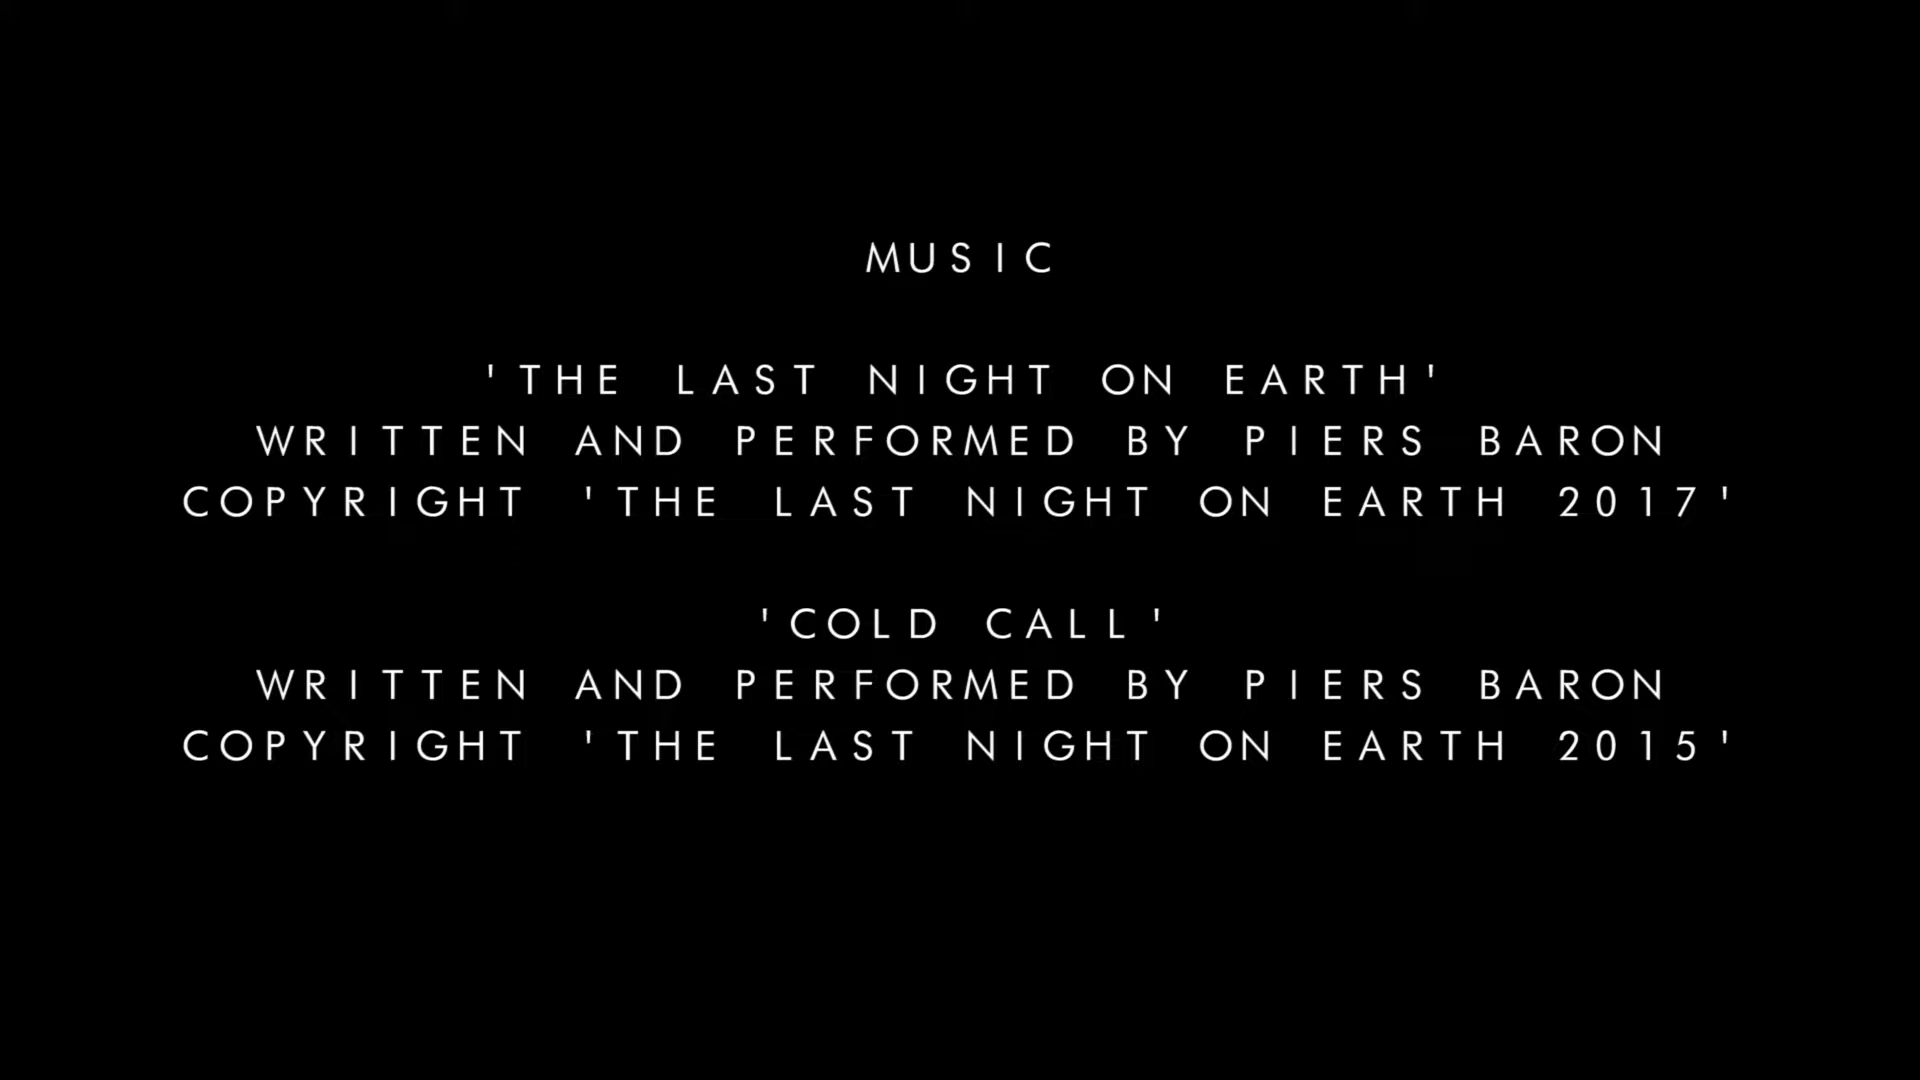 MUSIC
'THE LAST NIGHT ON EARTH'
WRITTEN AND PERFORMED BY PIERS BARON
COPYRIGHT 'THE LAST NIGHT ON EARTH 2017'
'COLD CALL'
WRITTEN AND PERFORMED BY PIERS BARON
COPYRIGHT 'THE LAST NIGHT ON EARTH 2015'